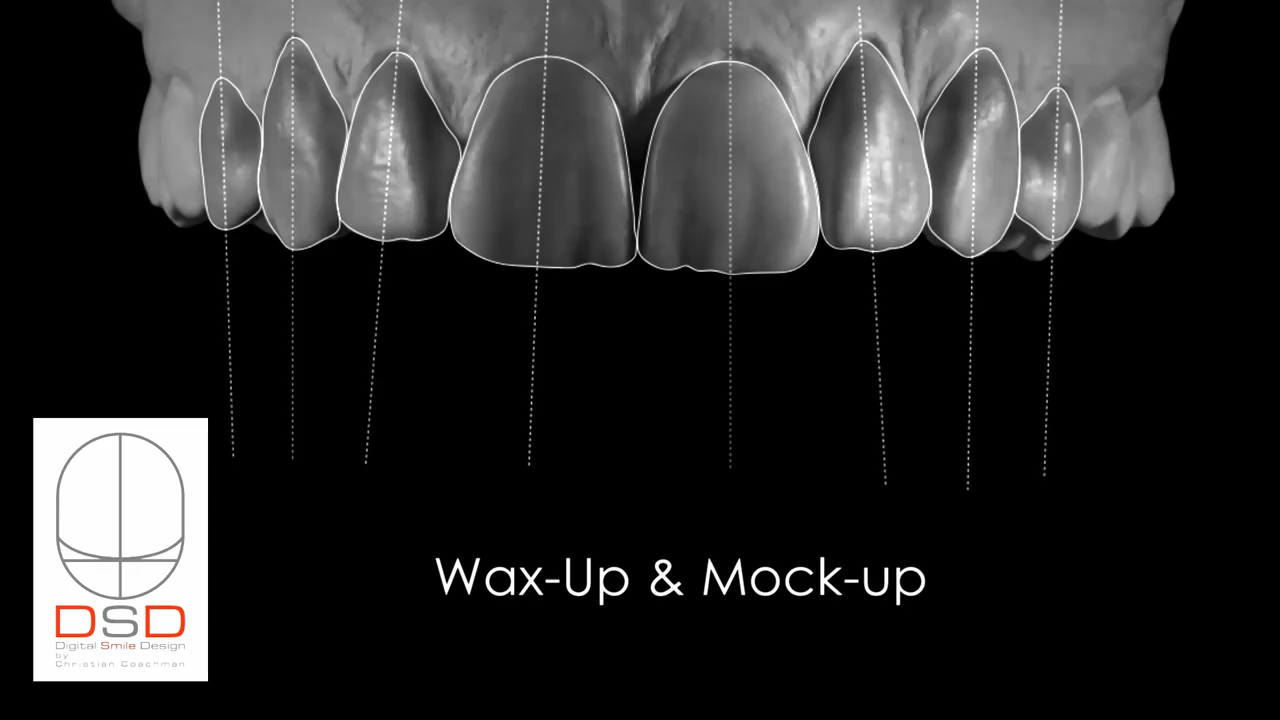 Wax-Up & Mock-up
DSD
Digital Smile Design
by
Christian Coachman